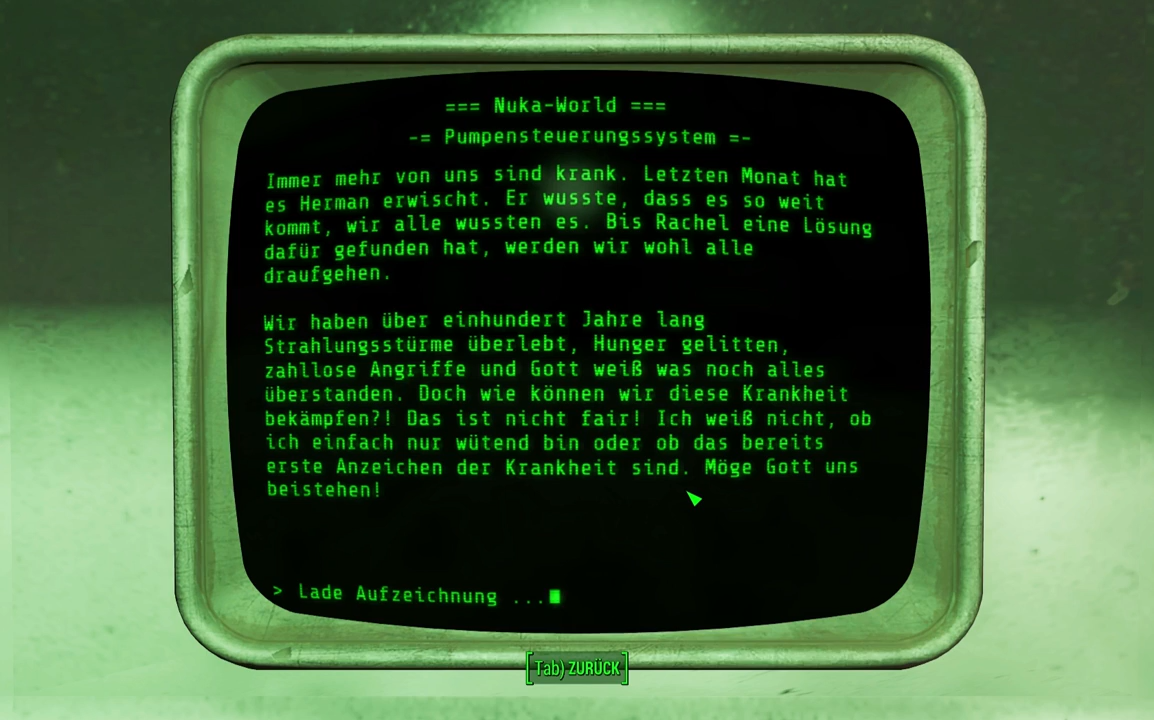 === Nuka-World ===
-= Pumpensteuerungssystem =-
Immer mehr von uns sind krank. Letzten Monat hat
es Herman erwischt. Er wusste, dass es so weit
kommt, wir alle wussten es. Bis Rachel eine Lösung
dafür gefunden hat, werden wir wohl alle
draufgehen.
Wir haben über einhundert Jahre lang
Strahlungsstürme überlebt, Hunger gelitten,
zahllose Angriffe und Gott weiß was noch alles
überstanden. Doch wie können wir diese Krankheit
bekämpfen?! Das ist nicht fair! Ich weiß nicht, ob
ich einfach nur wütend bin oder ob das bereits
erste Anzeichen der Krankheit sind. Möge Gott uns
beistehen!
> Lade Aufzeichnung ...
[Tab) ZURÜCK]